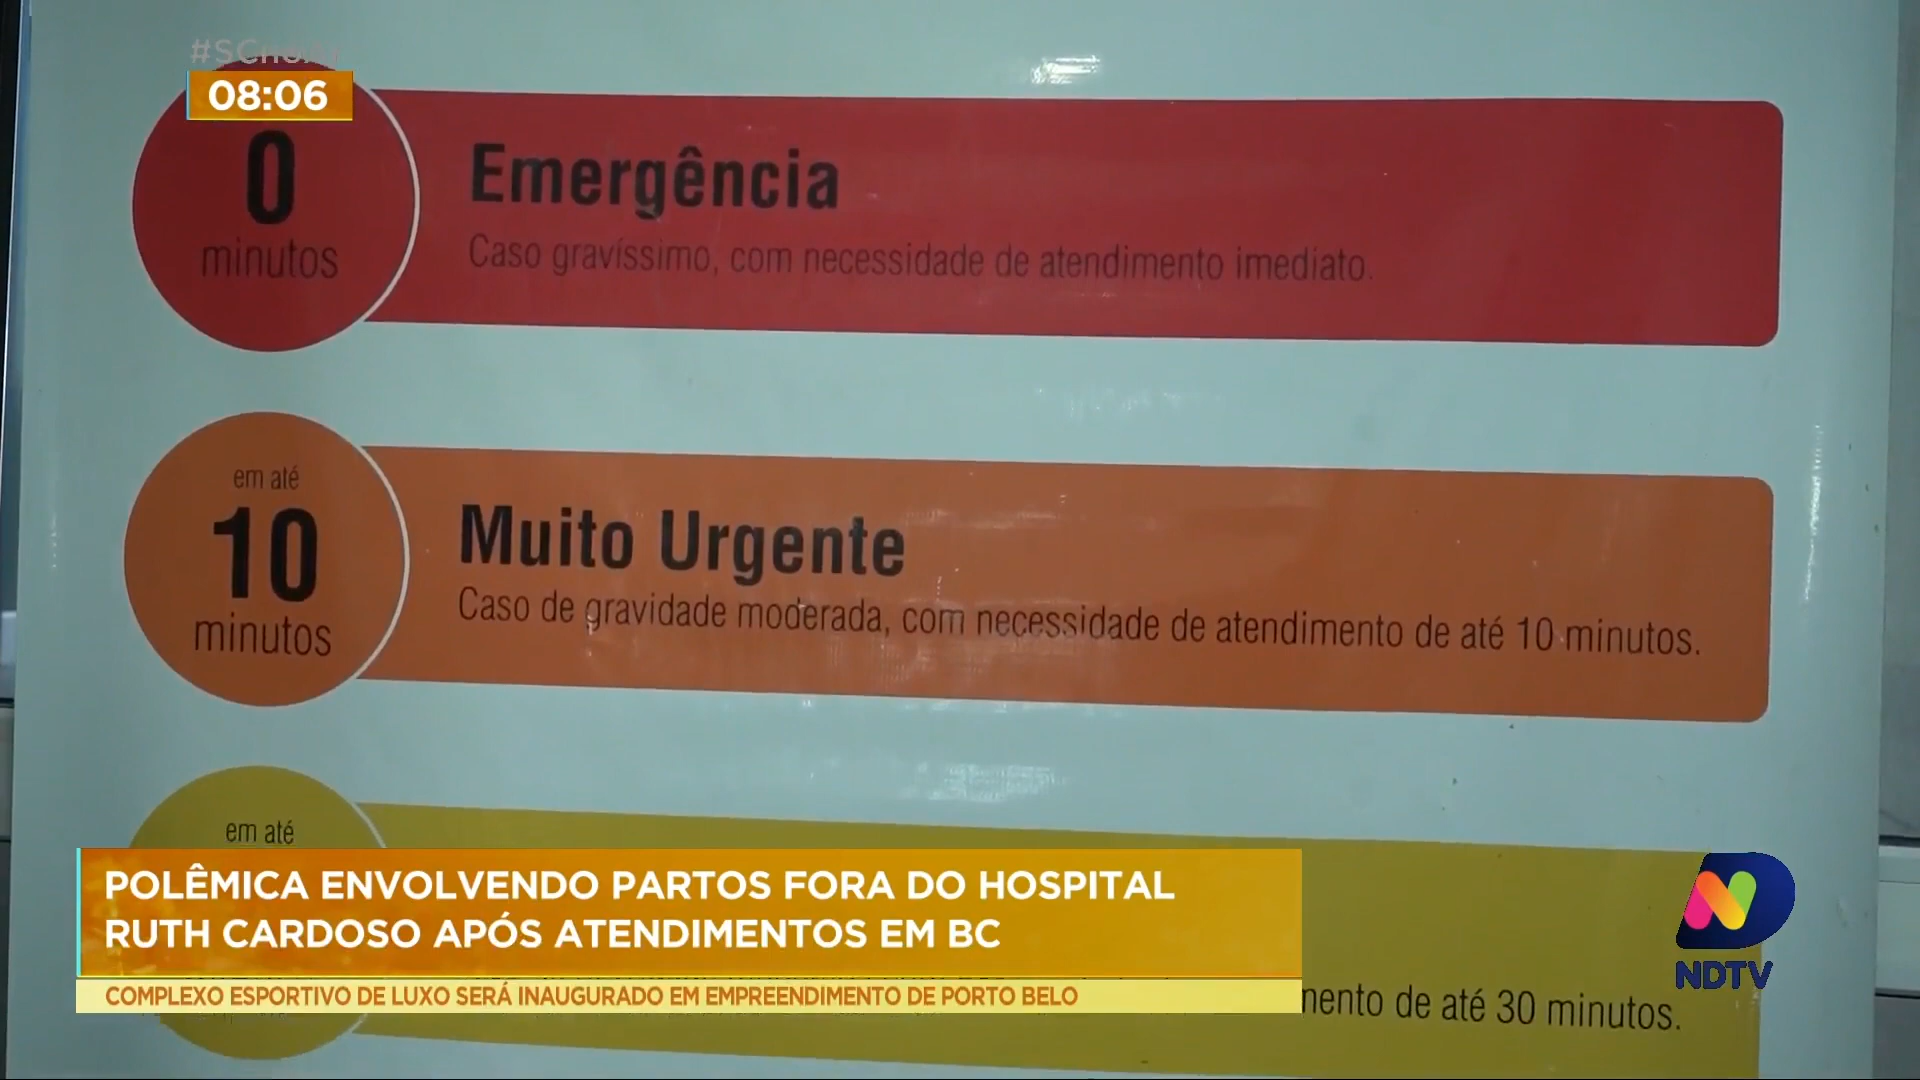 08:06
0
minutos
Emergência
Caso gravíssimo, com necessidade de atendimento imediato.
em até
10
minutos
Muito Urgente
Caso de gravidade moderada, com necessidade de atendimento de até 10 minutos.
em até
POLÊMICA ENVOLVENDO PARTOS FORA DO HOSPITAL
RUTH CARDOSO APÓS ATENDIMENTOS EM BC
NDTV
COMPLEXO ESPORTIVO DE LUXO SERÁ INAUGURADO EM EMPREENDIMENTO DE PORTO BELO
de até 30 minutos.